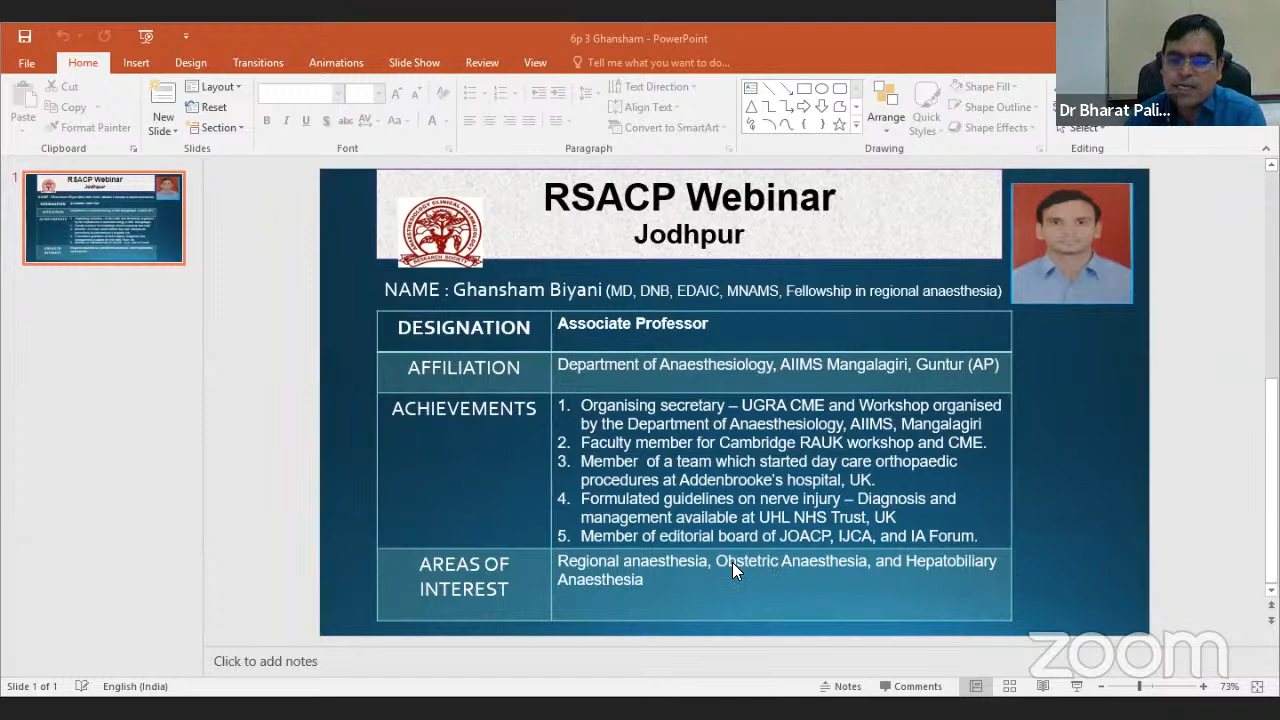 6p 3 Ghansham - PowerPoint
File
Home
Insert
Design
Transitions
Animations
Slide Show
Review
View
Tell me what you want to do...
Dr Bharat Pali...
Paste
Cut
Copy
Format Painter
New
Slide
Layout
Reset
Section
B I U S abc AV Aa A
Text Direction
Align Text
Convert to SmartArt
Arrange
Quick
Styles
Shape Fill
Shape Outline
Shape Effects
Select
Clipboard
Slides
Font
Paragraph
Drawing
Editing
1
RSACP Webinar
Jodhpur
RESEARCH SOCIETY
NAME : Ghansham Biyani (MD, DNB, EDAIC, MNAMS, Fellowship in regional anaesthesia)
DESIGNATION
Associate Professor
AFFILIATION
Department of Anaesthesiology, AIIMS Mangalagiri, Guntur (AP)
ACHIEVEMENTS
1. Organising secretary – UGRA CME and Workshop organised
by the Department of Anaesthesiology, AIIMS, Mangalagiri
2. Faculty member for Cambridge RAUK workshop and CME.
3. Member of a team which started day care orthopaedic
procedures at Addenbrooke's hospital, UK.
4. Formulated guidelines on nerve injury – Diagnosis and
management available at UHL NHS Trust, UK
5. Member of editorial board of JOACP, IJCA, and IA Forum.
AREAS OF
INTEREST
Regional anaesthesia, Obstetric Anaesthesia, and Hepatobiliary
Anaesthesia
Click to add notes
zoom
Slide 1 of 1
English (India)
Notes
Comments
73%